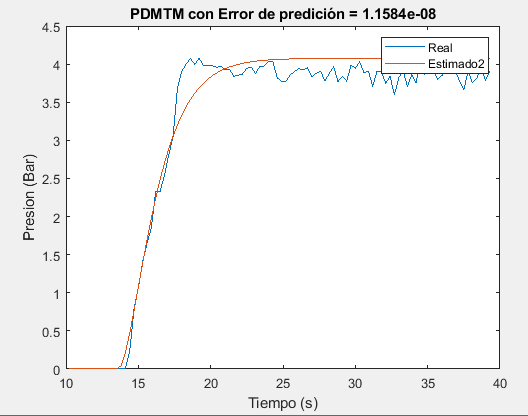 PDMTM con Error de predición = 1.1584e-08
Real
Estimado2
4.5
4
3.5
3
2.5
2
1.5
1
0.5
0
Presion (Bar)
10 15 20 25 30 35 40
Tiempo (s)